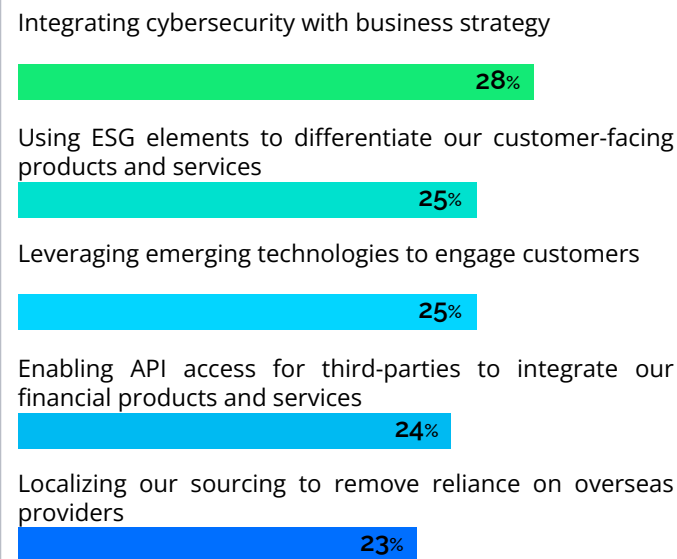 Integrating cybersecurity with business strategy
28%
Using ESG elements to differentiate our customer-facing
products and services
25%
Leveraging emerging technologies to engage customers
25%
Enabling API access for third-parties to integrate our
financial products and services
24%
Localizing our sourcing to remove reliance on overseas
providers
23%